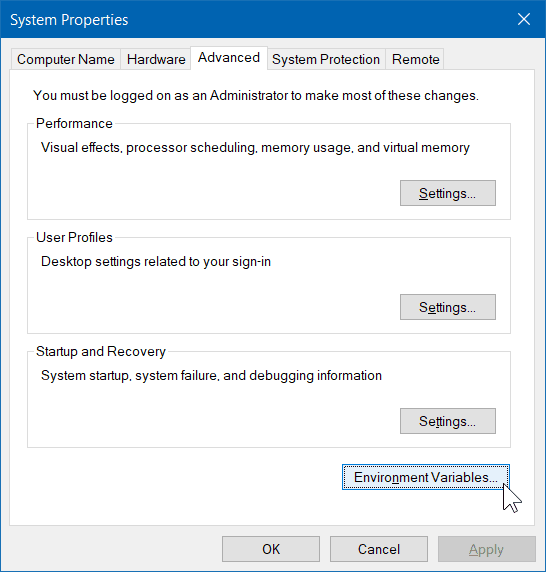 System Properties
Computer Name Hardware Advanced System Protection Remote
You must be logged on as an Administrator to make most of these changes.
Performance
Visual effects, processor scheduling, memory usage, and virtual memory
Settings...
User Profiles
Desktop settings related to your sign-in
Settings...
Startup and Recovery
System startup, system failure, and debugging information
Settings...
Environment Variables...
OK Cancel Apply